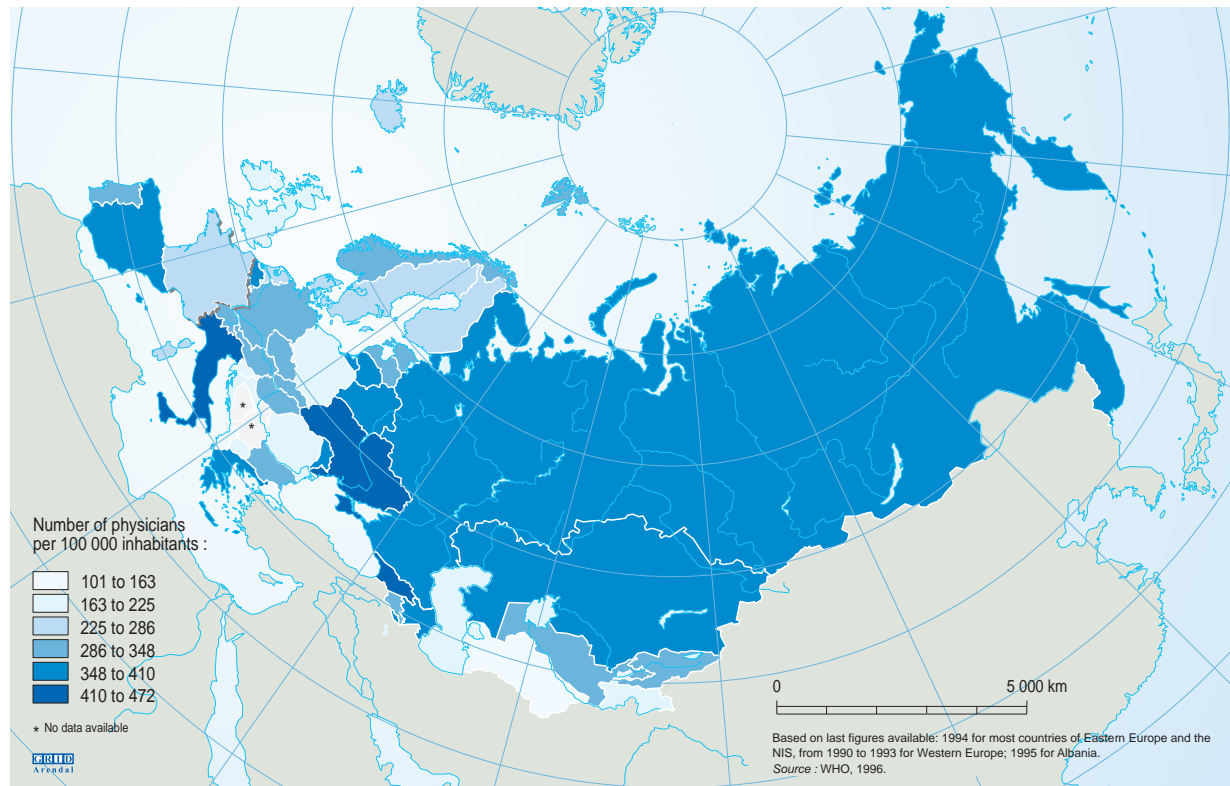 *
*
Number of physicians
per 100 000 inhabitants :
101 to 163
163 to 225
225 to 286
286 to 348
348 to 410
410 to 472
* No data available
GRID
Arendal
0 5 000 km
Based on last figures available: 1994 for most countries of Eastern Europe and the
NIS, from 1990 to 1993 for Western Europe; 1995 for Albania.
Source : WHO, 1996.